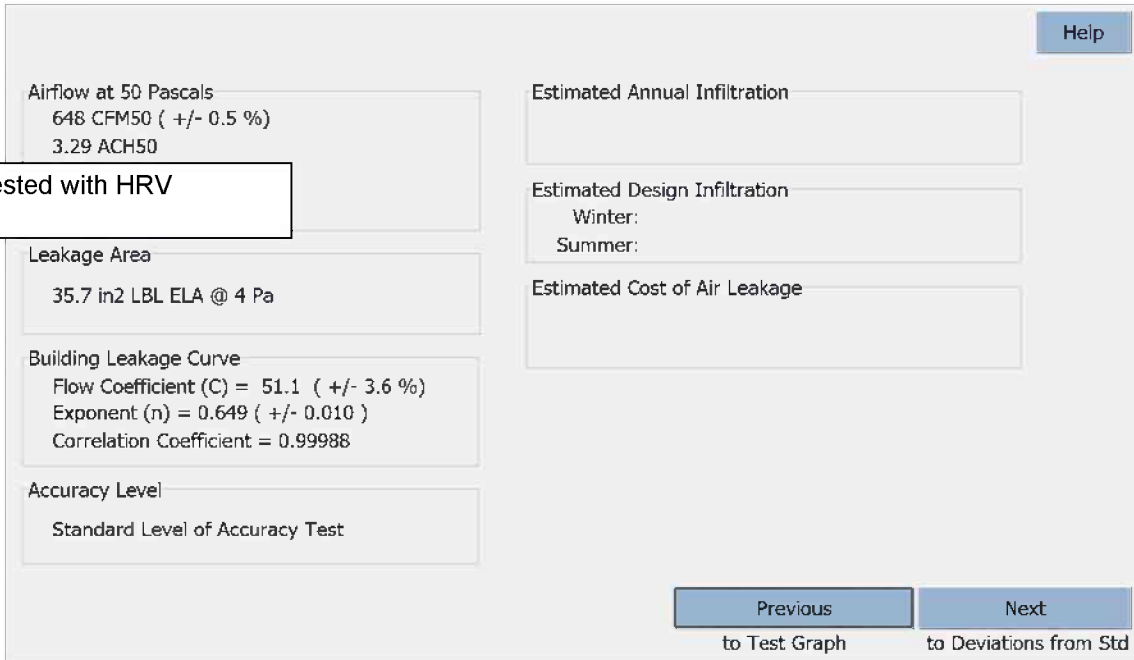 Help
Airflow at 50 Pascals
648 CFM50 ( +/- 0.5 %)
3.29 ACH50
with HRV
Leakage Area
35.7 in2 LBL ELA @ 4 Pa
Building Leakage Curve
Flow Coefficient (C) = 51.1 ( +/- 3.6 %)
Exponent (n) = 0.649 ( +/- 0.010 )
Correlation Coefficient = 0.99988
Accuracy Level
Standard Level of Accuracy Test
Estimated Annual Infiltration
Estimated Design Infiltration
Winter:
Summer:
Estimated Cost of Air Leakage
Previous
to Test Graph
Next
to Deviations from Std